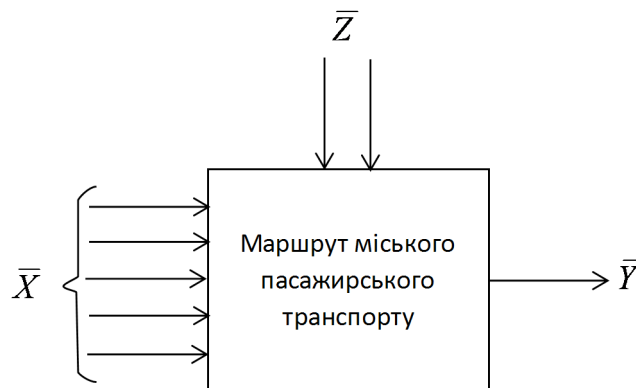 Z̅
Маршрут міського
пасажирського
транспорту
X̅
Y̅